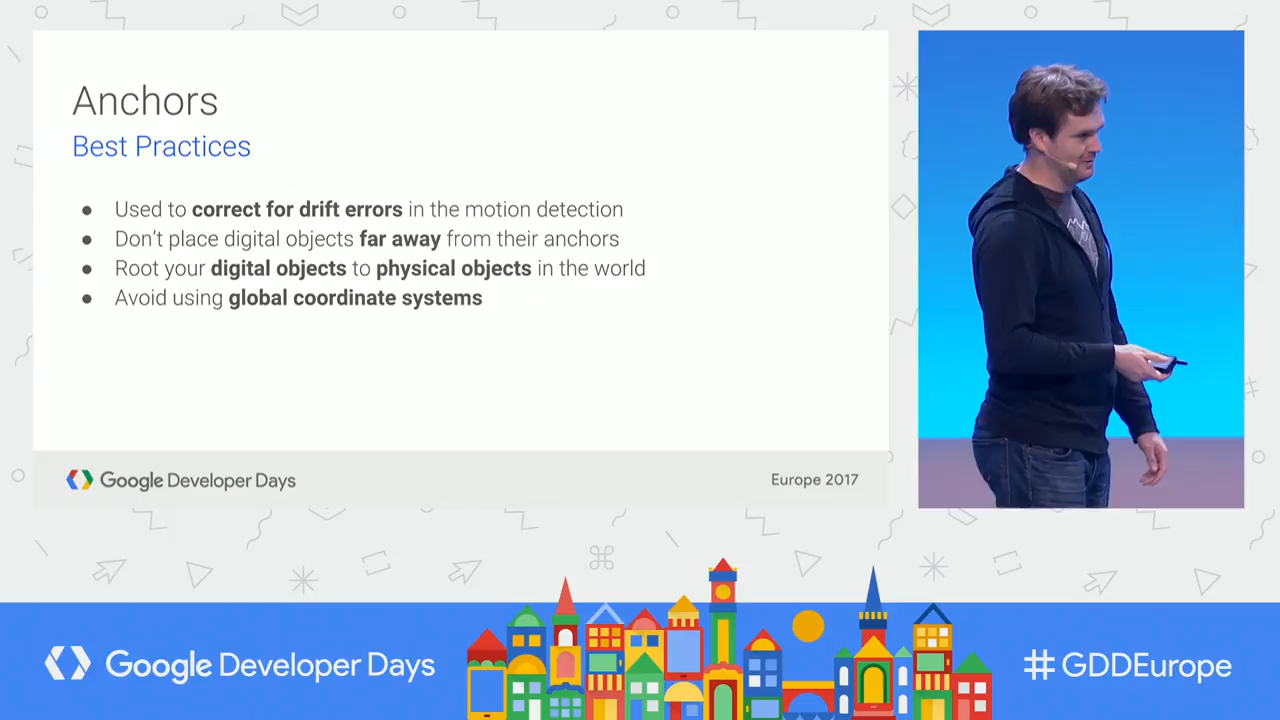 Anchors
Best Practices
● Used to correct for drift errors in the motion detection
● Don’t place digital objects far away from their anchors
● Root your digital objects to physical objects in the world
● Avoid using global coordinate systems
Google Developer Days
Europe 2017
Google Developer Days
#GDDEurope